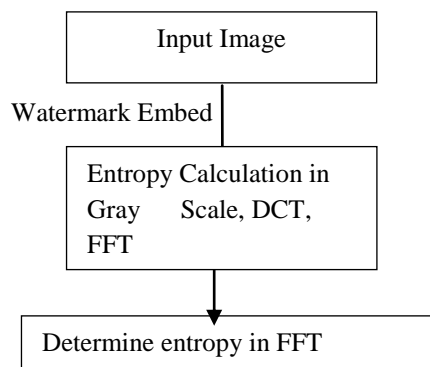 Input Image
Watermark Embed
Entropy Calculation in
Gray Scale, DCT,
FFT
Determine entropy in FFT